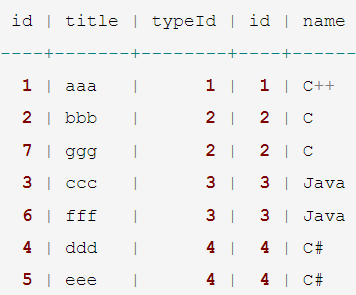 id | title | typeId | id | name
----+-------+--------+----+------
1 | aaa | 1 | 1 | C++
2 | bbb | 2 | 2 | C
7 | ggg | 2 | 2 | C
3 | ccc | 3 | 3 | Java
6 | fff | 3 | 3 | Java
4 | ddd | 4 | 4 | C#
5 | eee | 4 | 4 | C#